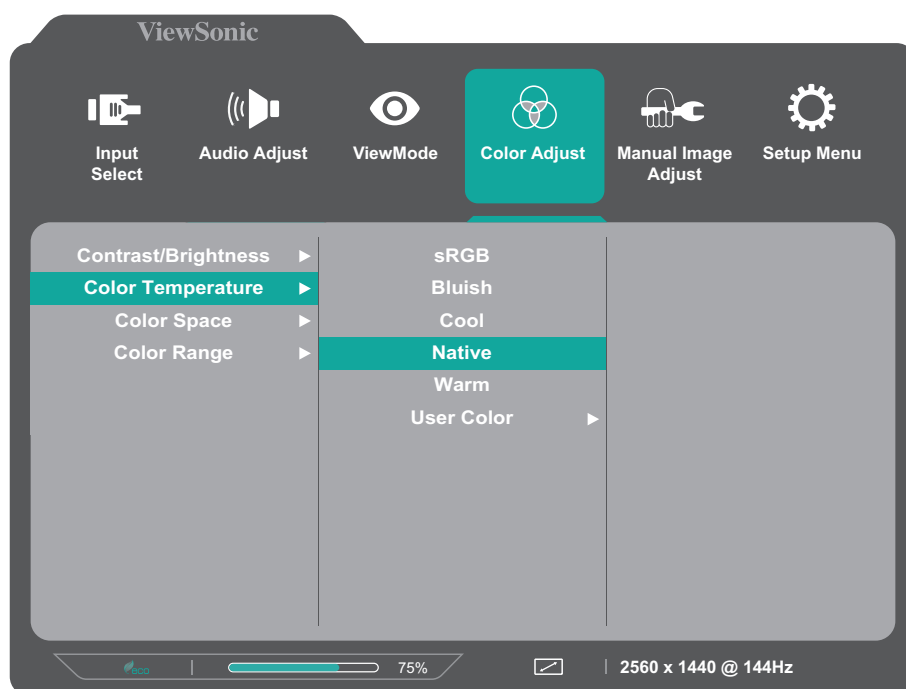 ViewSonic
Input
Select
Audio Adjust
ViewMode
Color Adjust
Manual Image
Adjust
Setup Menu
Contrast/Brightness
Color Temperature
Color Space
Color Range
sRGB
Bluish
Cool
Native
Warm
User Color
eco
75%
2560 x 1440 @ 144Hz